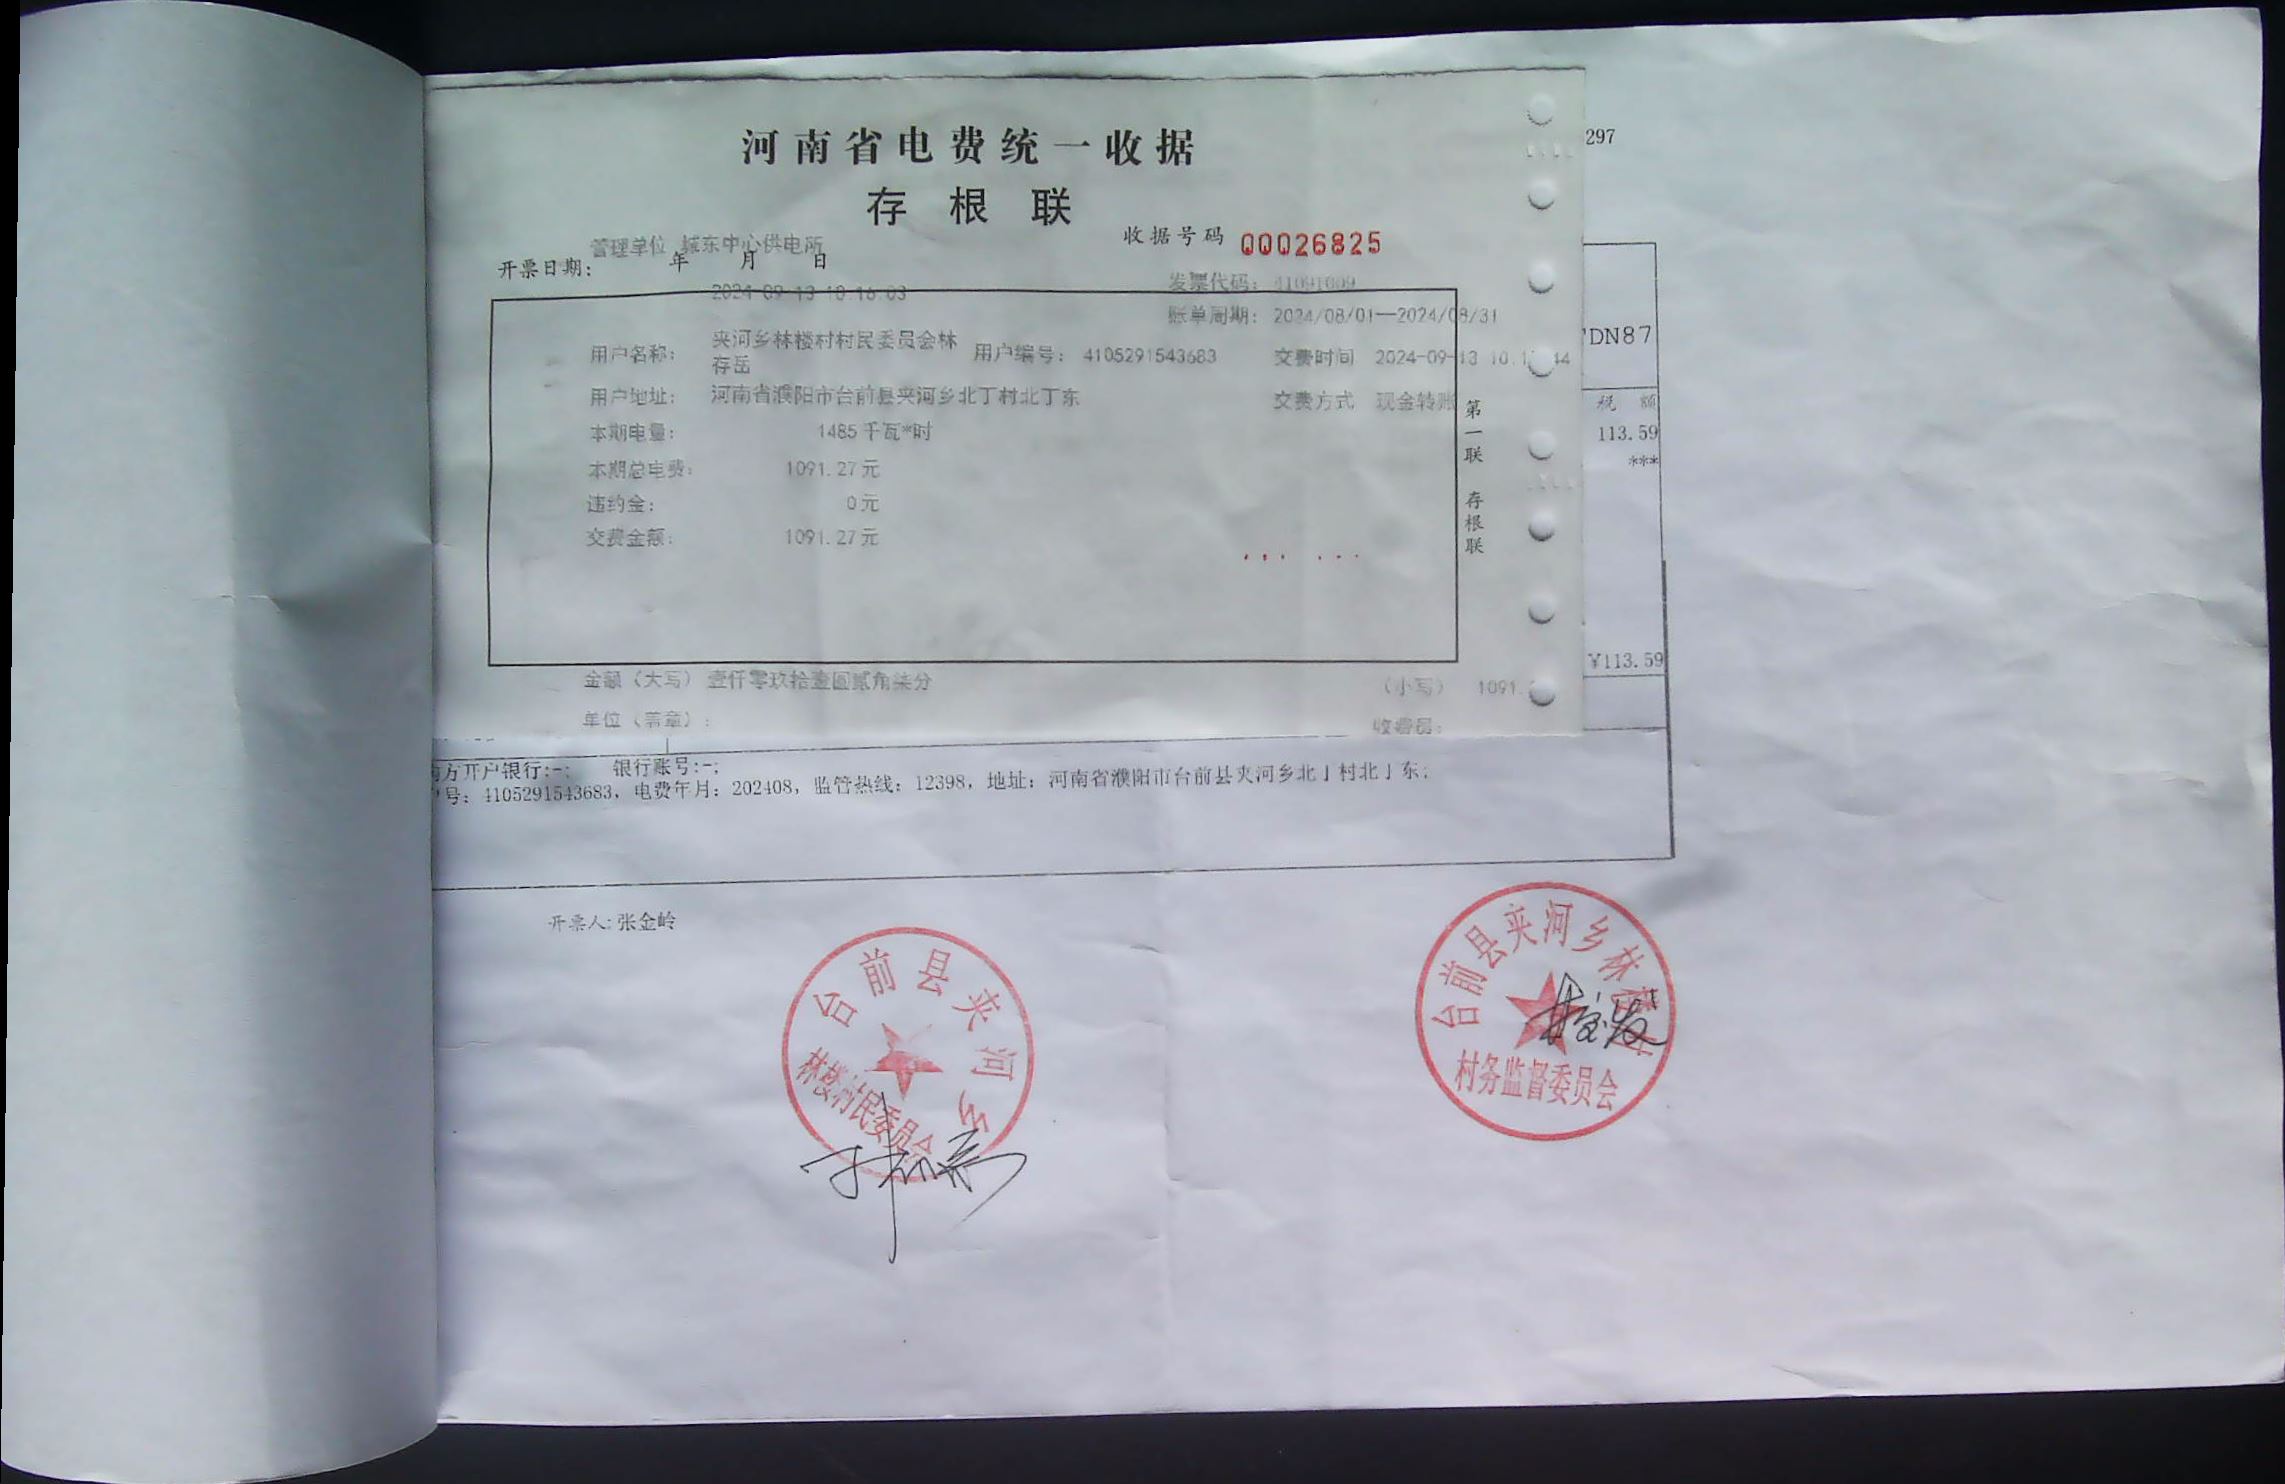 河南省电费统一收据
存根联
297
收据号码 00026825
管理单位 城东中心供电所
开票日期: 年 月 日
发票代码: 41091009
2024-09-13 10:16:03
账单周期: 2024/08/01—2024/08/31
用户名称: 夹河乡林楼村村民委员会林存岳 用户编号: 4105291543683 交费时间 2024-09-13
DN87
用户地址: 河南省濮阳市台前县夹河乡北丁村北丁东 交费方式 现金转账
税 额
本期电量: 1485 千瓦*时
113.59
***
本期总电费: 1091.27元
违约金: 0元
交费金额: 1091.27元
第一联 存根联
¥113.59
金额（大写） 壹仟零玖拾壹圆贰角柒分 （小写） 1091.
单位（盖章）: 收费员:
方开户银行:-; 银行账号:-;
号: 4105291543683, 电费年月: 202408, 监管热线: 12398, 地址: 河南省濮阳市台前县夹河乡北丁村北丁东;
开票人: 张金岭
台前县夹河乡
林楼村民委员会
台前县夹河乡林楼村
村务监督委员会